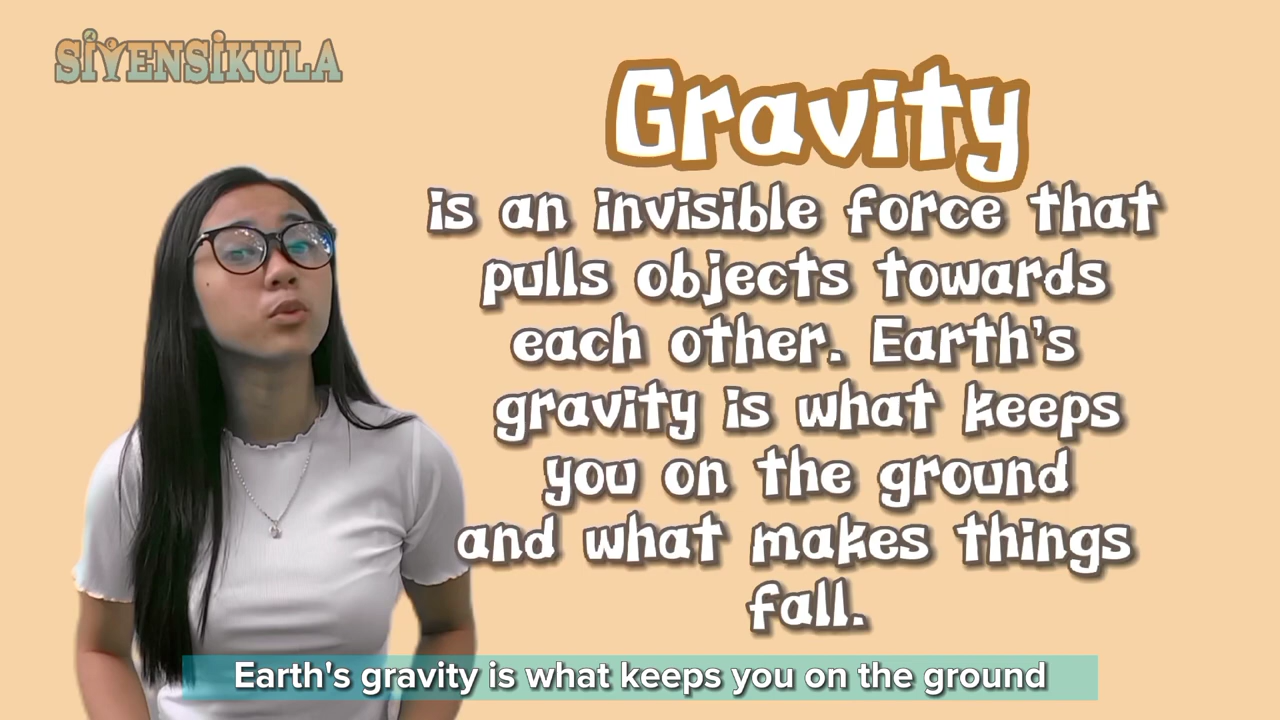 SiYENSiKULA
Gravity
is an invisible force that
pulls objects towards
each other. Earth's
gravity is what keeps
you on the ground
and what makes things
fall.
Earth's gravity is what keeps you on the ground